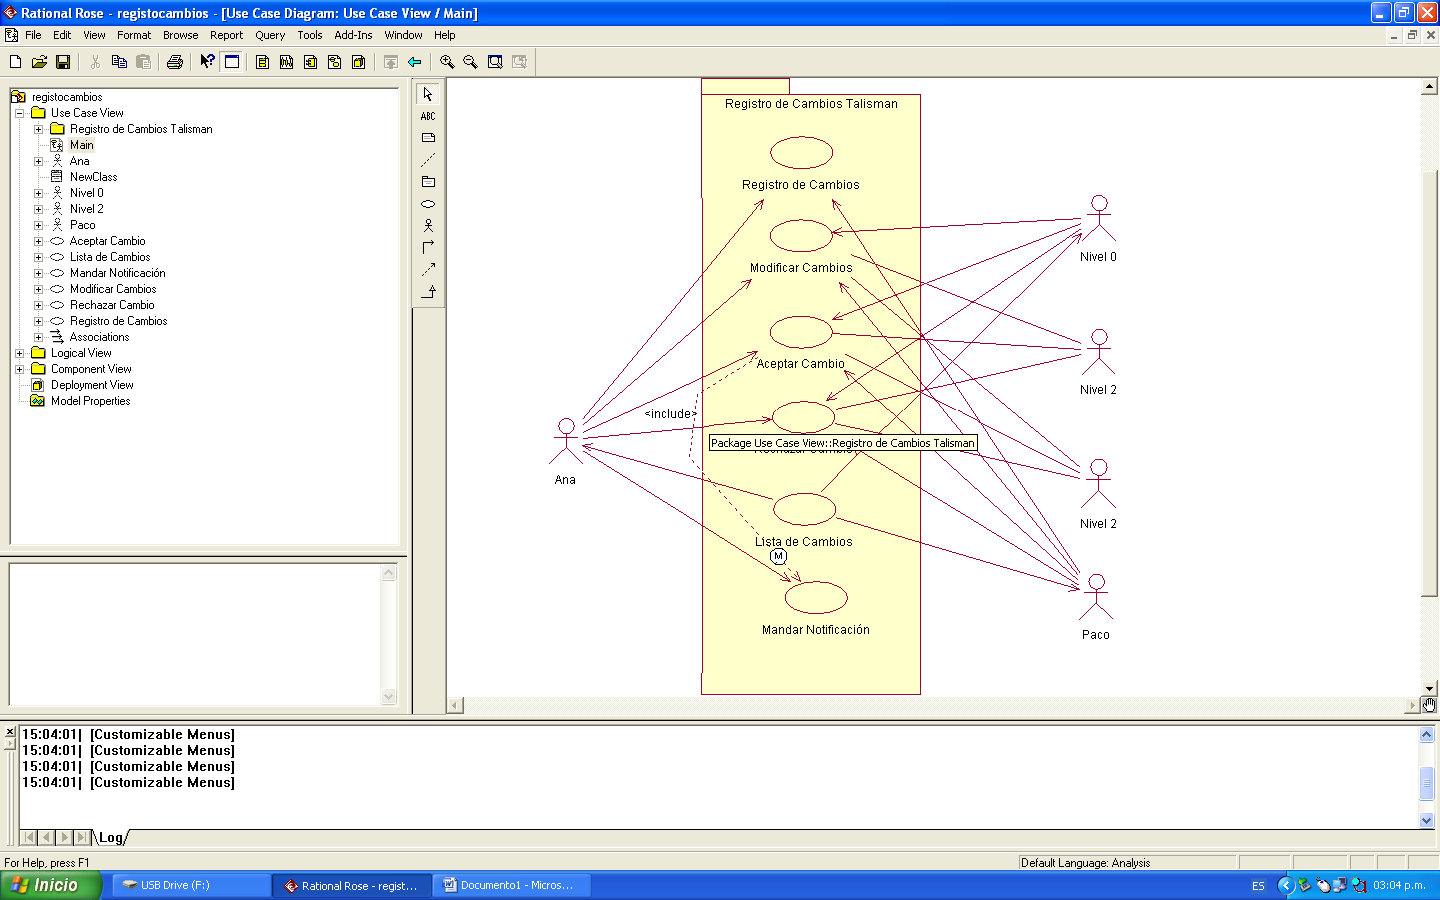 Rational Rose - registocambios - [Use Case Diagram: Use Case View / Main]
File Edit View Format Browse Report Query Tools Add-Ins Window Help
registocambios
Use Case View
Registro de Cambios Talisman
Main
Ana
NewClass
Nivel 0
Nivel 2
Paco
Aceptar Cambio
Lista de Cambios
Mandar Notificación
Modificar Cambios
Rechazar Cambio
Registro de Cambios
Associations
Logical View
Component View
Deployment View
Model Properties
ABC
Registro de Cambios Talisman
Registro de Cambios
Modificar Cambios
Aceptar Cambio
<include>
Package Use Case View::Registro de Cambios Talisman
Lista de Cambios
M
Mandar Notificación
Ana
Nivel 0
Nivel 2
Nivel 2
Paco
15:04:01| [Customizable Menus]
15:04:01| [Customizable Menus]
15:04:01| [Customizable Menus]
15:04:01| [Customizable Menus]
Log
For Help, press F1
Default Language: Analysis
Inicio
USB Drive (F:)
Rational Rose - regist...
Documento1 - Micros...
ES
03:04 p.m.